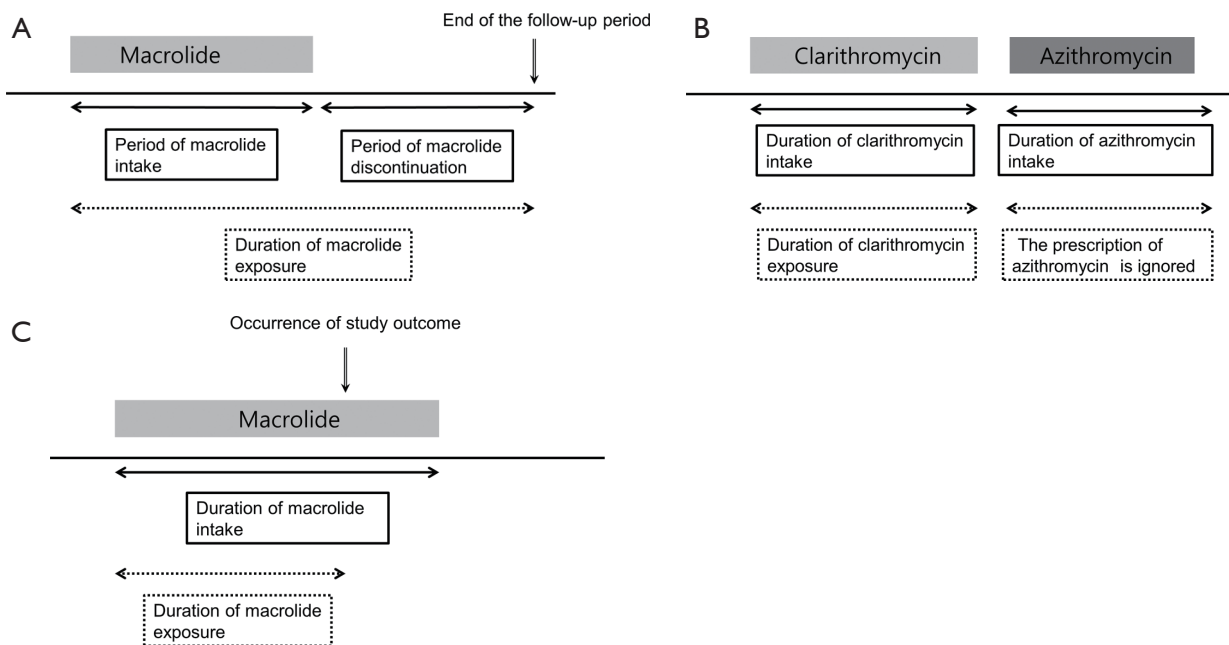 A
End of the follow-up period
Macrolide
Period of macrolide
intake
Period of macrolide
discontinuation
Duration of macrolide
exposure
B
Clarithromycin
Azithromycin
Duration of clarithromycin
intake
Duration of azithromycin
intake
Duration of clarithromycin
exposure
The prescription of
azithromycin is ignored
C
Occurrence of study outcome
Macrolide
Duration of macrolide
intake
Duration of macrolide
exposure